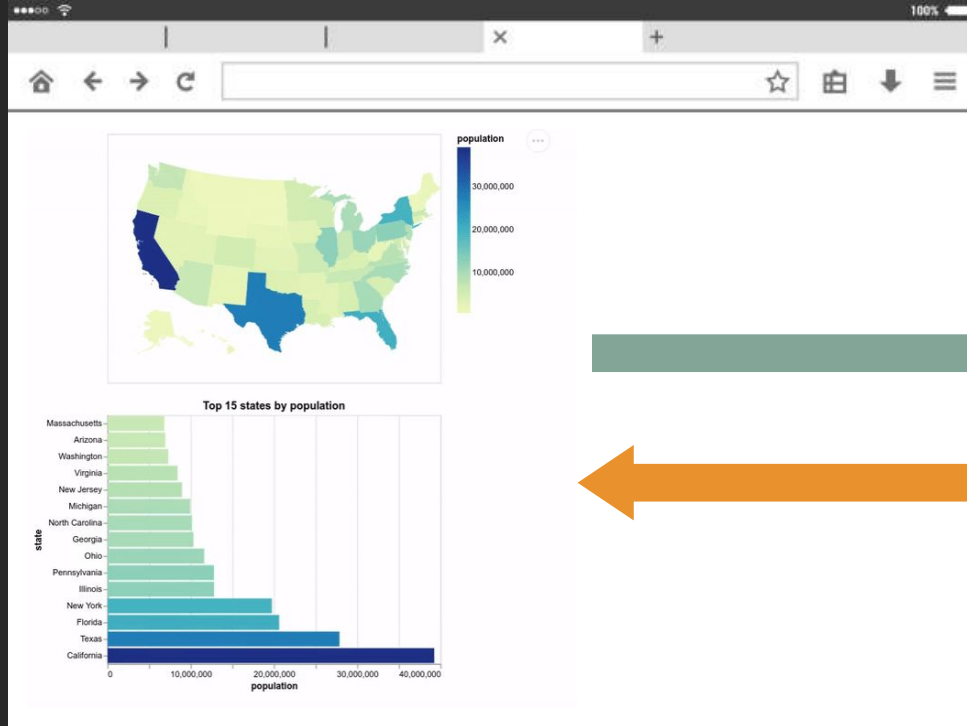 100%
population
30,000,000
20,000,000
10,000,000
Top 15 states by population
Massachusetts
Arizona
Washington
Virginia
New Jersey
Michigan
North Carolina
Georgia
Ohio
Pennsylvania
Illinois
New York
Florida
Texas
California
state
0 10,000,000 20,000,000 30,000,000 40,000,000
population